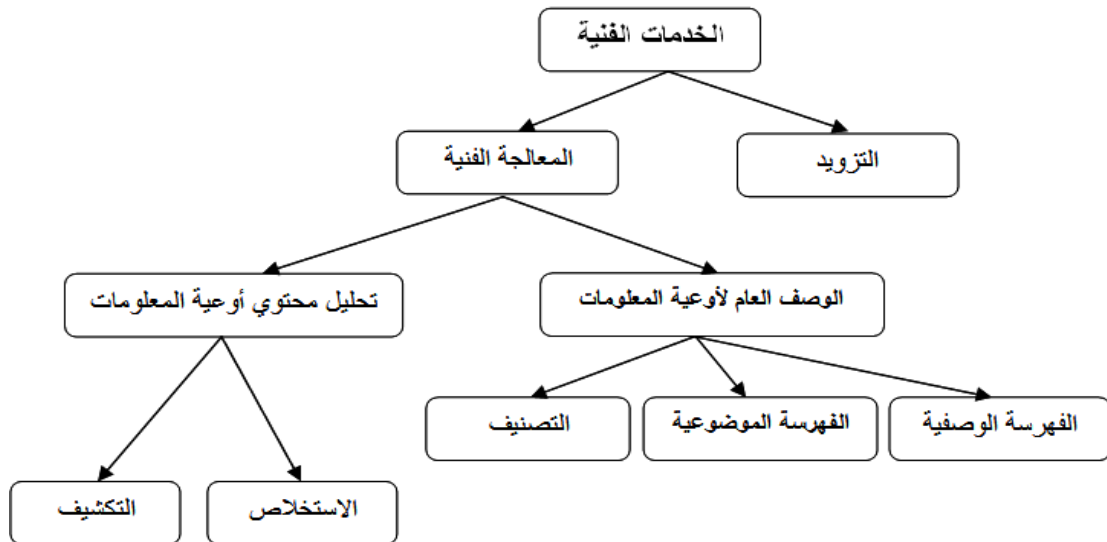 الخدمات الفنية
التزويد
المعالجة الفنية
الوصف العام لأوعية المعلومات
تحليل محتوي أوعية المعلومات
الفهرسة الوصفية
الفهرسة الموضوعية
التصنيف
الاستخلاص
التكشيف